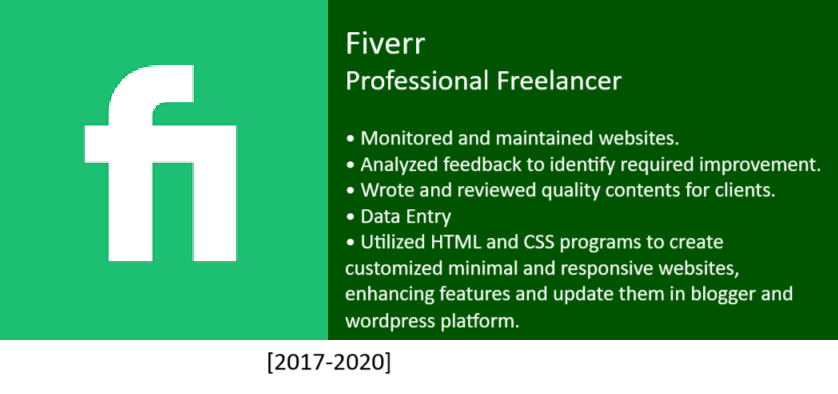 fi
Fiverr
Professional Freelancer
• Monitored and maintained websites.
• Analyzed feedback to identify required improvement.
• Wrote and reviewed quality contents for clients.
• Data Entry
• Utilized HTML and CSS programs to create
customized minimal and responsive websites,
enhancing features and update them in blogger and
wordpress platform.
[2017-2020]